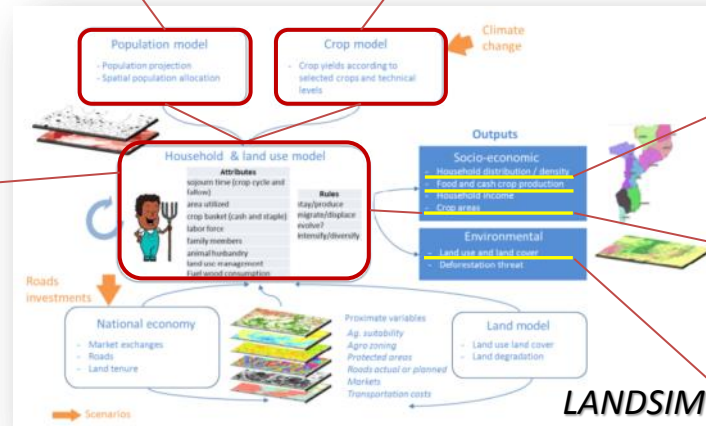 Population model
- Population projection
- Spatial population allocation
Crop model
- Crop yields according to
selected crops and technical
levels
Climate
change
Household & land use model
Attributes
sojourn time (crop cycle and
fallow)
area utilized
crop basket (cash and staple)
labor force
family members
animal husbandry
land use management
Fuel wood consumption
Rules
stay/produce
migrate/displace
evolve?
intensify/diversify
Outputs
Socio-economic
- Household distribution / density
- Food and cash crop production
- Household income
- Crop areas
Environmental
- Land use and land cover
- Deforestation threat
Roads
investments
National economy
- Market exchanges
- Roads
- Land tenure
Proximate variables
Ag. suitability
Agro zoning
Protected areas
Roads actual or planned
Markets
Transportation costs
Land model
- Land use land cover
- Land degradation
Scenarios
LANDSIM